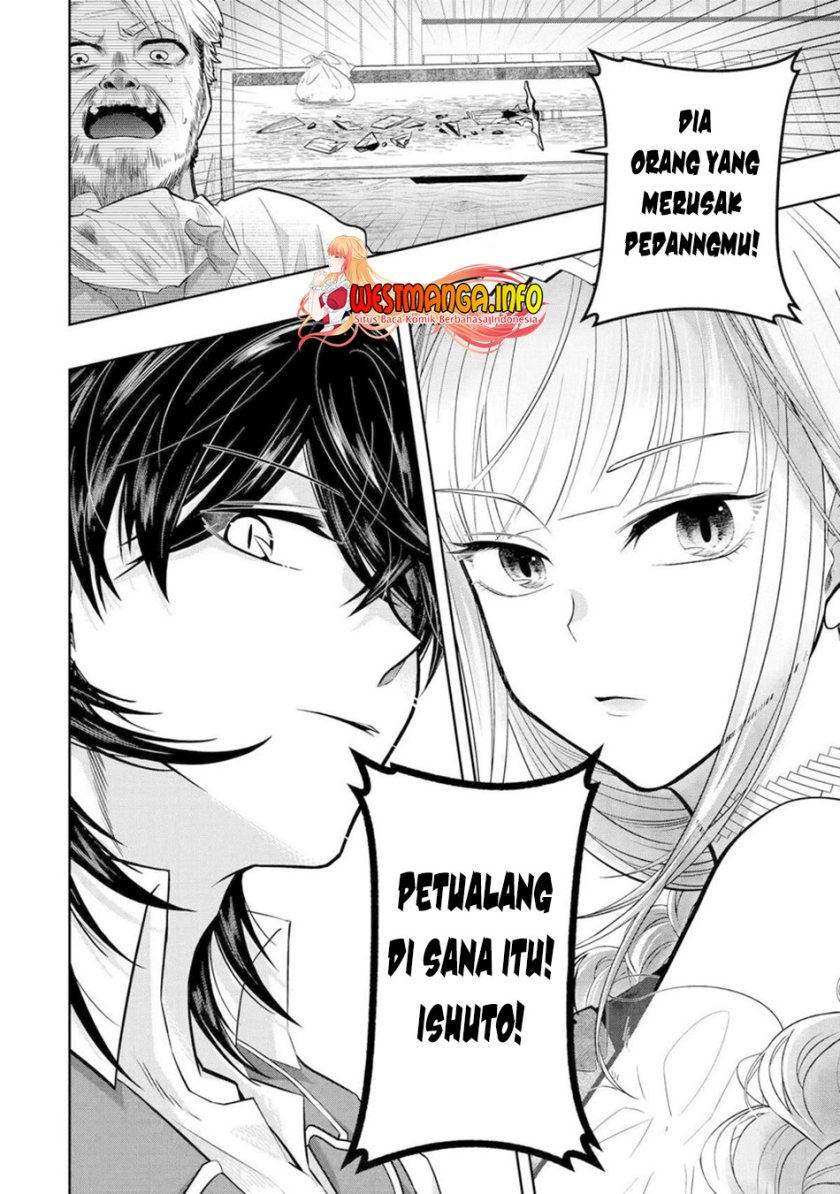 DIA
ORANG YANG
MERUSAK
PEDANNGMU!
WESTMANGA.INFO
Situs Baca Komik Berbahasa Indonesia
PETUALANG
DI SANA ITU!
ISHUTO!